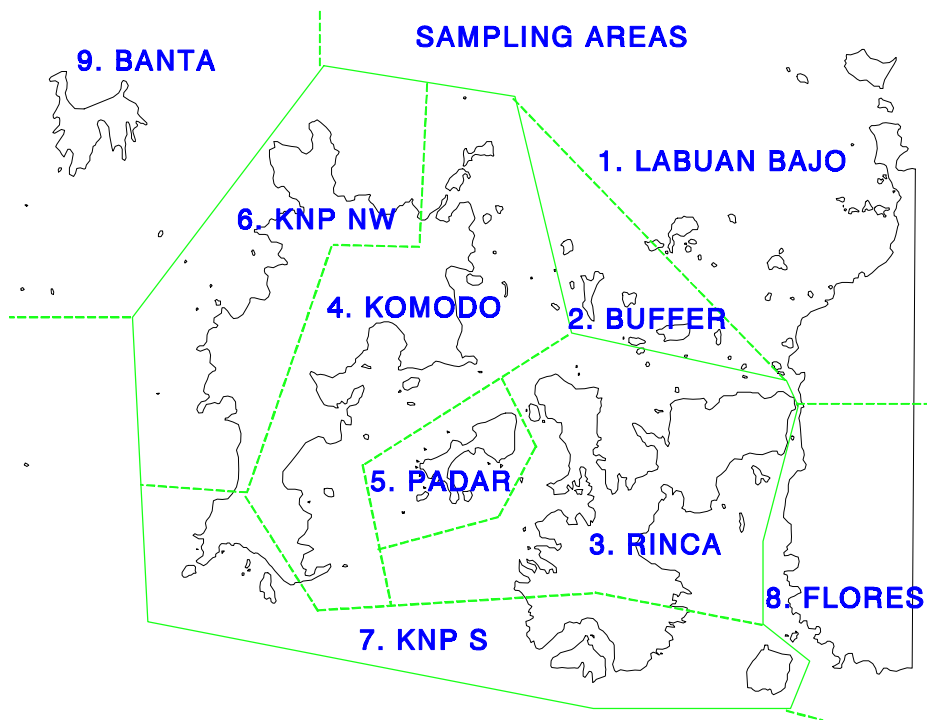 SAMPLING AREAS
9. BANTA
1. LABUAN BAJO
6. KNP NW
4. KOMODO
2. BUFFER
5. PADAR
3. RINCA
8. FLORES
7. KNP S